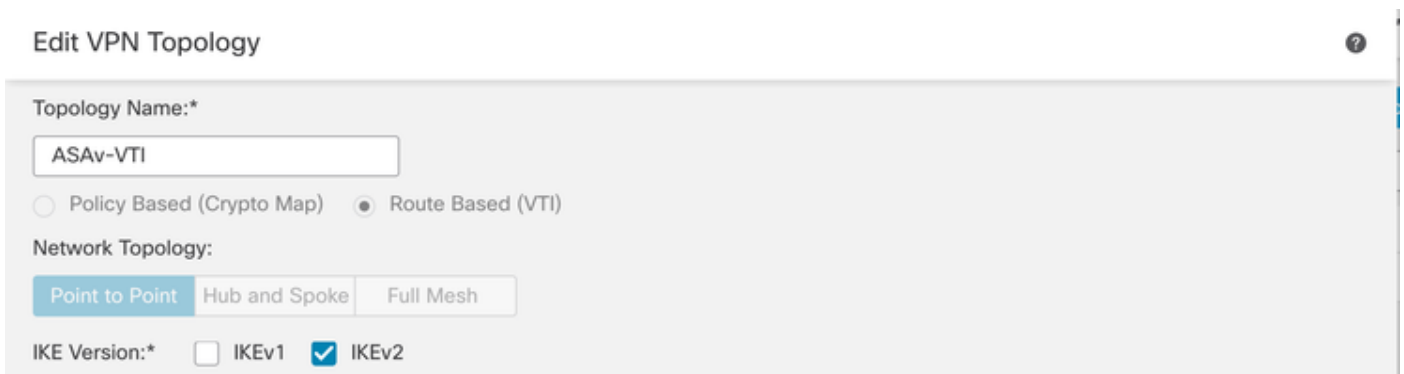 Edit VPN Topology
?
Topology Name:*
ASAv-VTI
Policy Based (Crypto Map) Route Based (VTI)
Network Topology:
Point to Point Hub and Spoke Full Mesh
IKE Version:* IKEv1 IKEv2